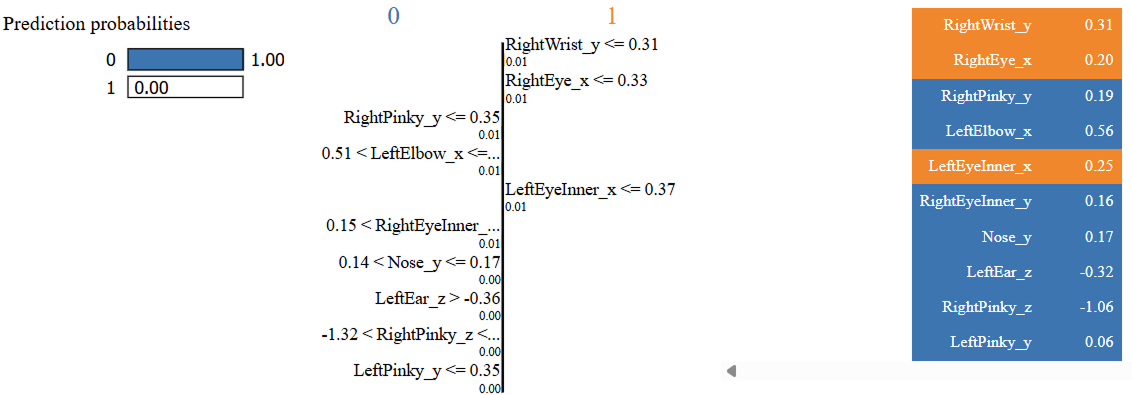 Prediction probabilities
0 1.00
1 0.00
0 1
RightWrist_y <= 0.31
0.01
RightEye_x <= 0.33
0.01
RightPinky_y <= 0.35
0.01
0.51 < LeftElbow_x <=...
0.01
LeftEyeInner_x <= 0.37
0.01
0.15 < RightEyeInner_...
0.01
0.14 < Nose_y <= 0.17
0.00
LeftEar_z > -0.36
0.00
-1.32 < RightPinky_z <...
0.00
LeftPinky_y <= 0.35
0.00
RightWrist_y 0.31
RightEye_x 0.20
RightPinky_y 0.19
LeftElbow_x 0.56
LeftEyeInner_x 0.25
RightEyeInner_y 0.16
Nose_y 0.17
LeftEar_z -0.32
RightPinky_z -1.06
LeftPinky_y 0.06